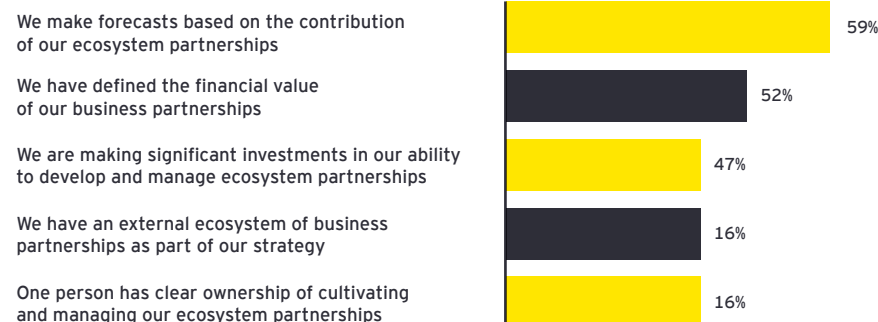 We make forecasts based on the contribution
of our ecosystem partnerships
59%
We have defined the financial value
of our business partnerships
52%
We are making significant investments in our ability
to develop and manage ecosystem partnerships
47%
We have an external ecosystem of business
partnerships as part of our strategy
16%
One person has clear ownership of cultivating
and managing our ecosystem partnerships
16%